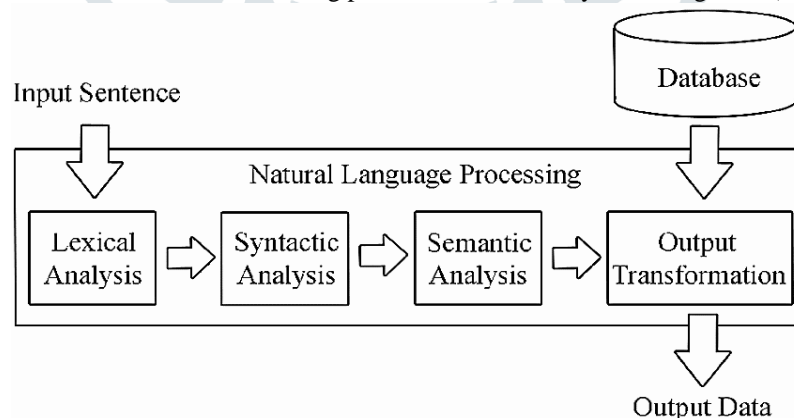 Database
Input Sentence
Natural Language Processing
Lexical
Analysis
Syntactic
Analysis
Semantic
Analysis
Output
Transformation
Output Data